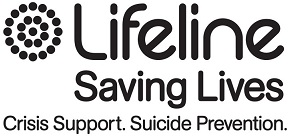 Lifeline
Saving Lives
Crisis Support. Suicide Prevention.